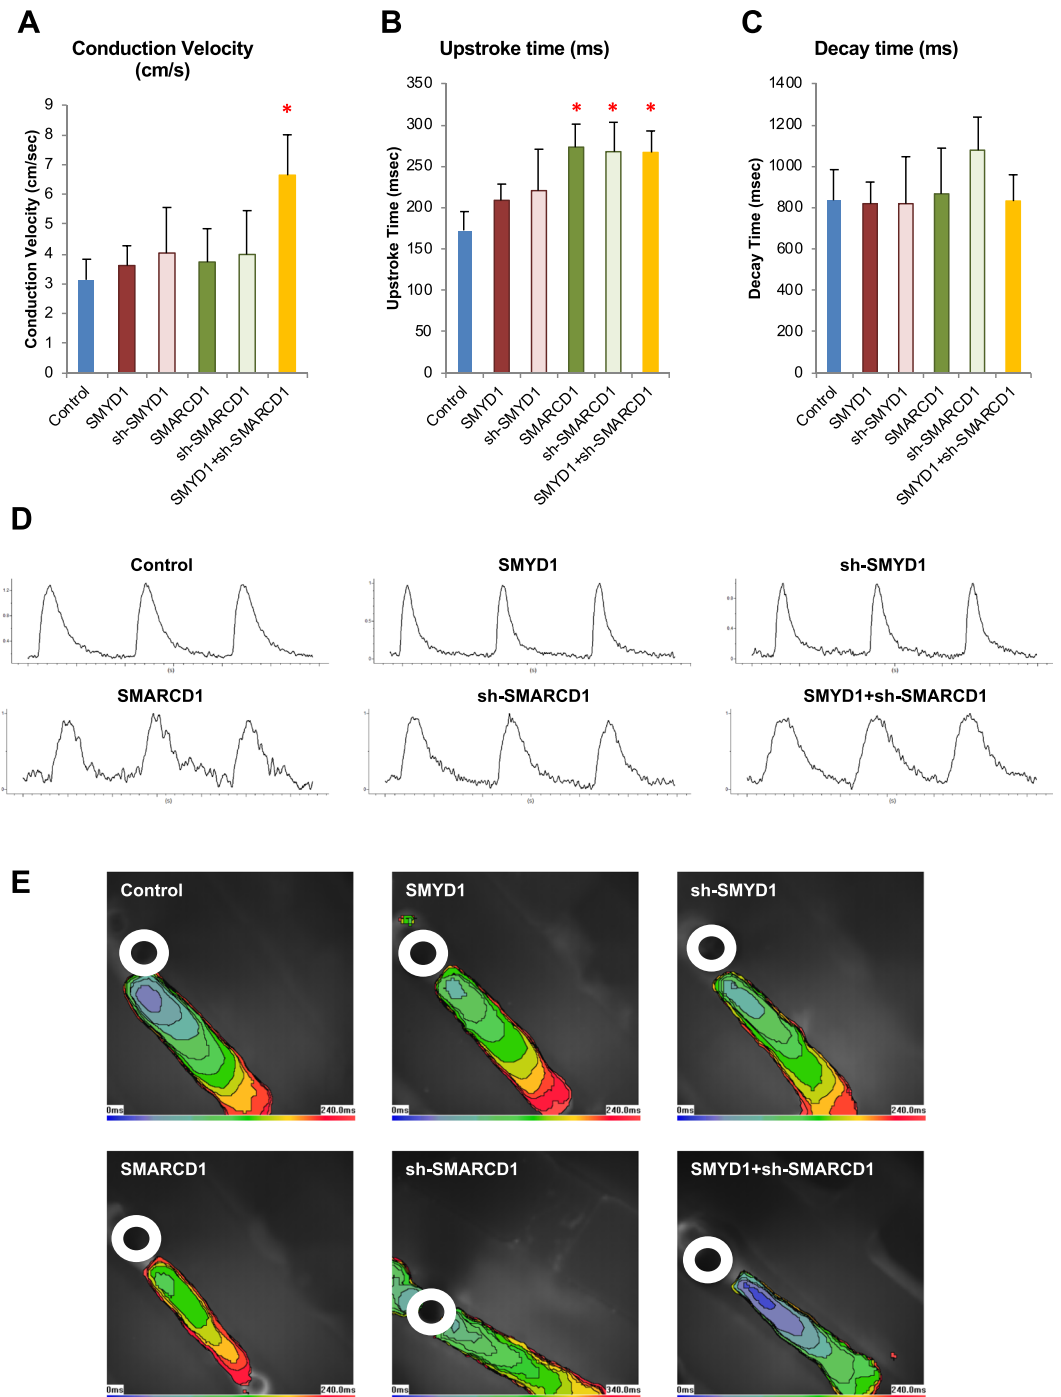 A
B
C
Conduction Velocity
(cm/s)
Upstroke time (ms)
Decay time (ms)
Conduction Velocity (cm/sec)
9
8
7
6
5
4
3
2
1
0
*
Control
SMYD1
sh-SMYD1
SMARCD1
sh-SMARCD1
SMYD1+sh-SMARCD1
Upstroke Time (msec)
350
300
250
200
150
100
50
0
* * *
Control
SMYD1
sh-SMYD1
SMARCD1
sh-SMARCD1
SMYD1+sh-SMARCD1
Decay Time (msec)
1400
1200
1000
800
600
400
200
0
Control
SMYD1
sh-SMYD1
SMARCD1
sh-SMARCD1
SMYD1+sh-SMARCD1
D
Control
SMYD1
sh-SMYD1
(s)
(s)
(s)
SMARCD1
sh-SMARCD1
SMYD1+sh-SMARCD1
(s)
(s)
(s)
E
Control
SMYD1
sh-SMYD1
0ms 240.0ms
0ms 240.0ms
0ms 240.0ms
SMARCD1
sh-SMARCD1
SMYD1+sh-SMARCD1
0ms 240.0ms
0ms 340.0ms
0ms 240.0ms